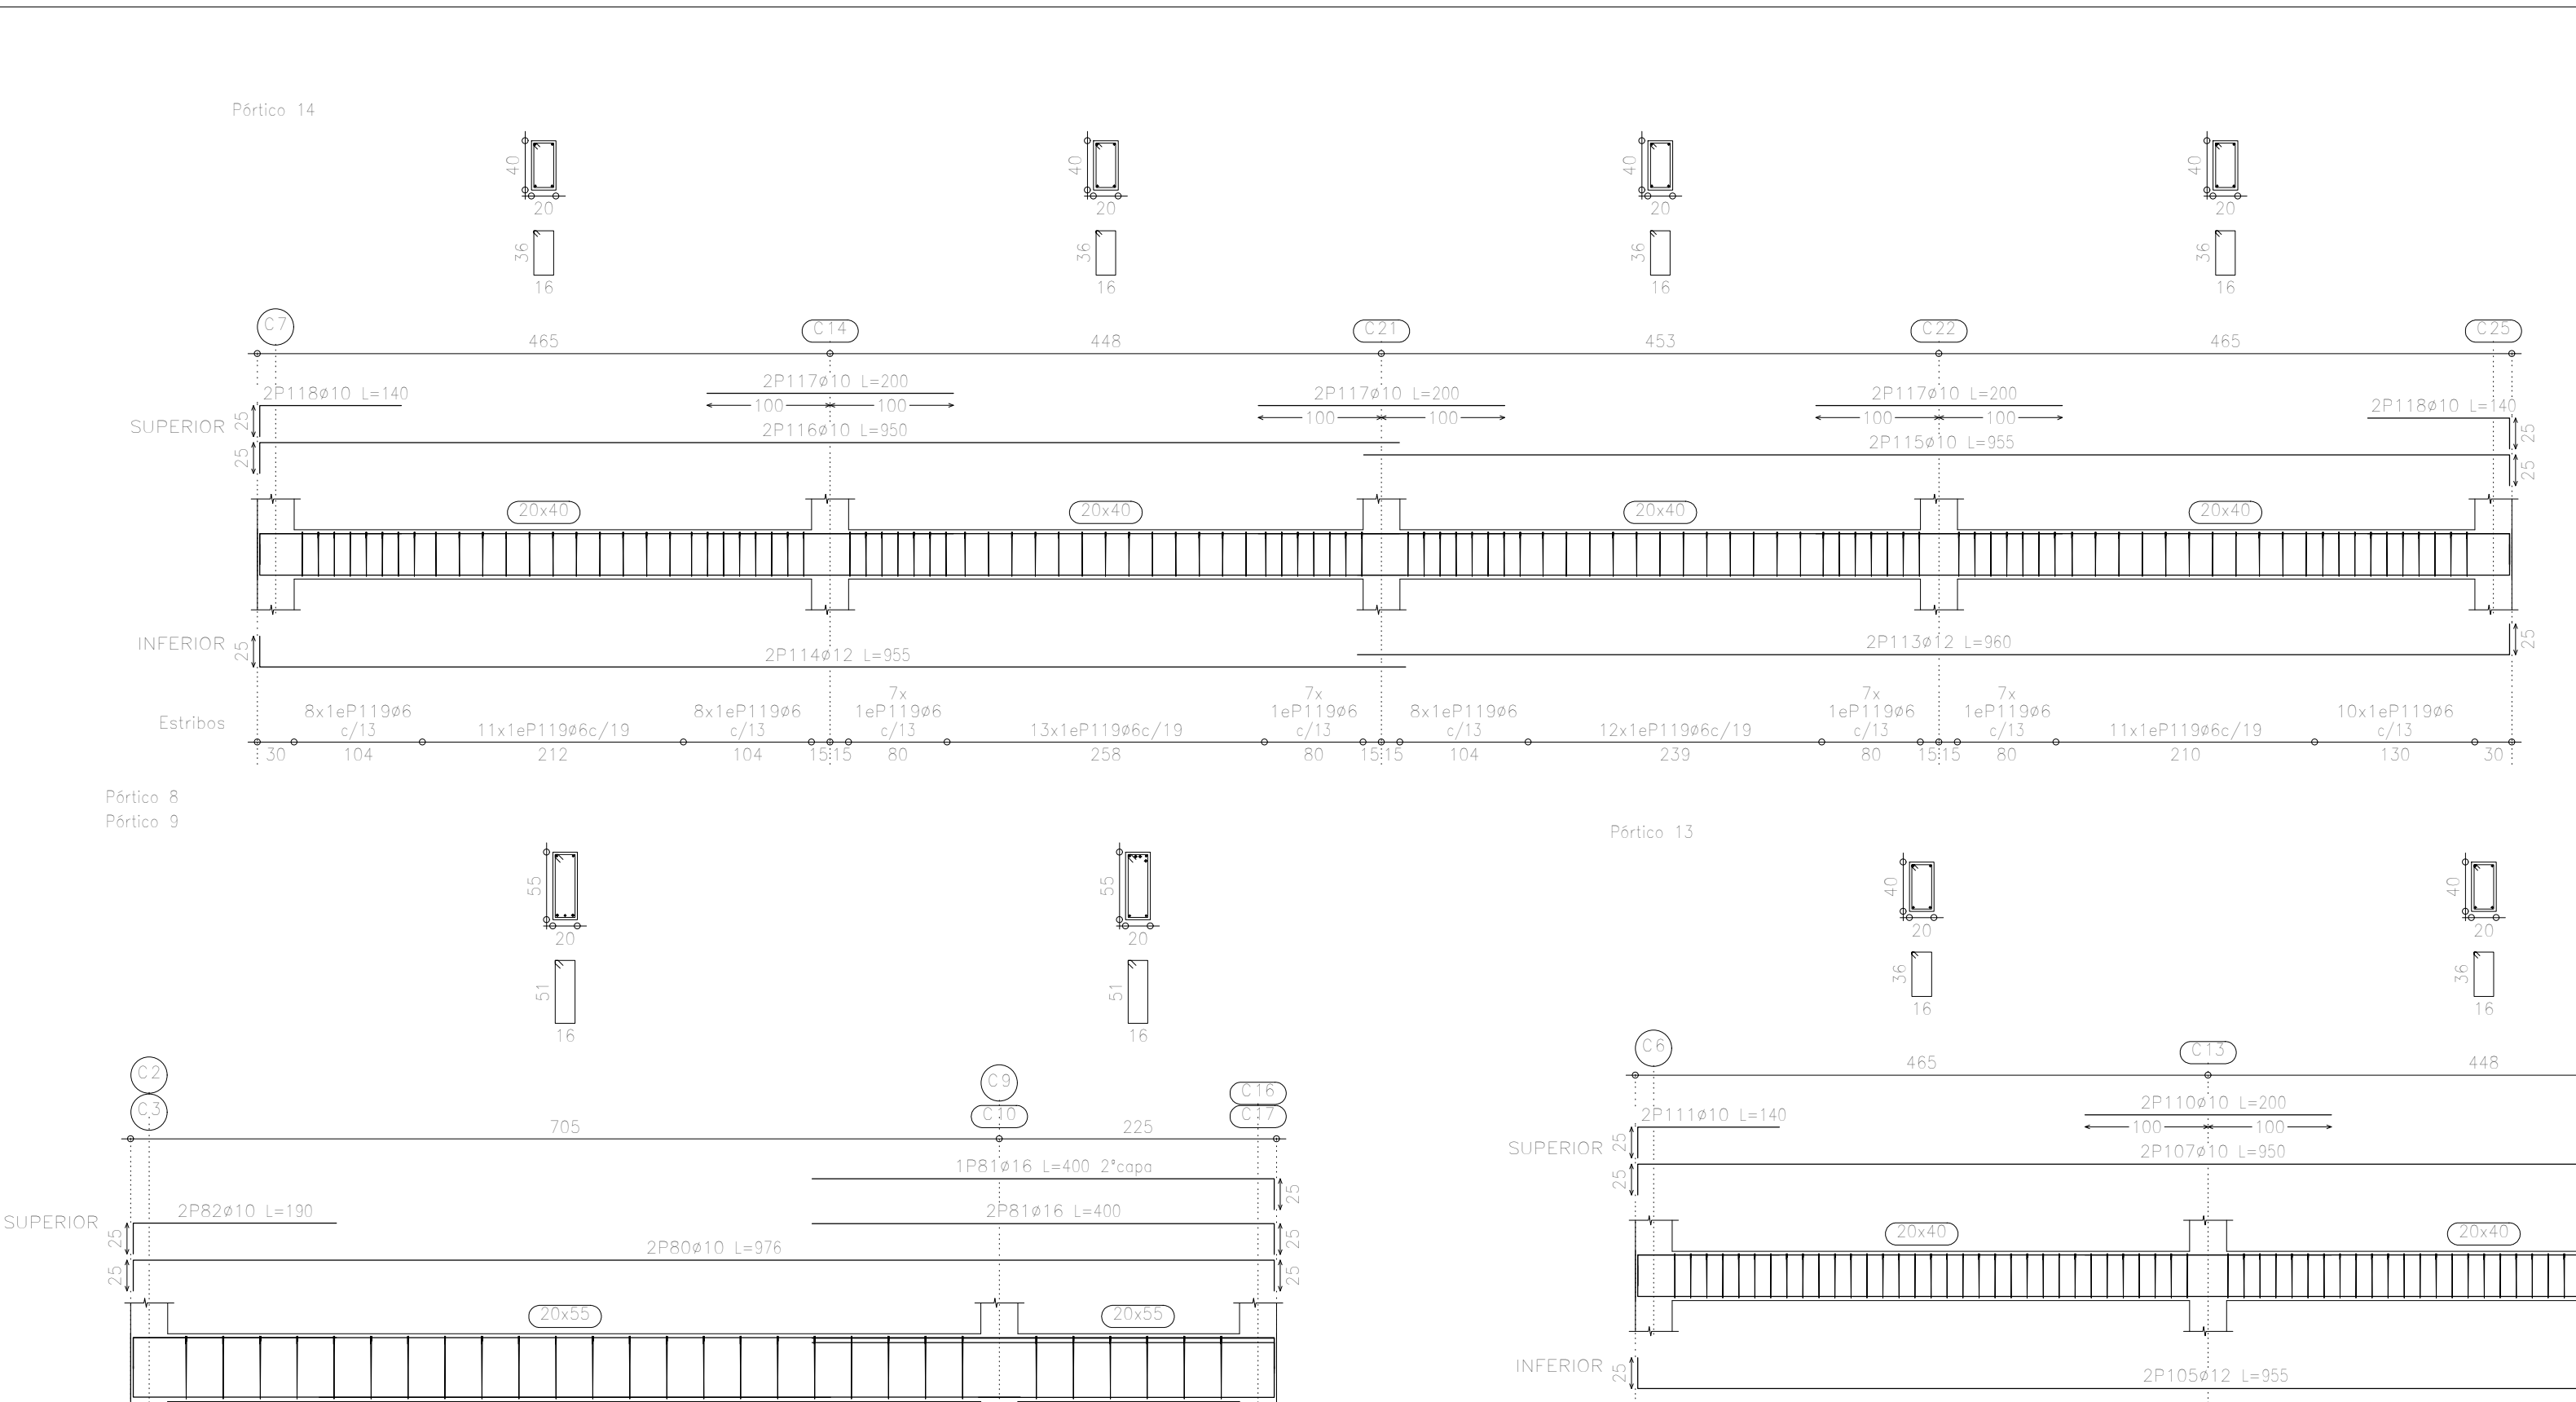 Pórtico 14
40 40 40 40
20 20 20 20
36 36 36 36
16 16 16 16
C7 C14 C21 C22 C25
465 448 453 465
2P118ø10 L=140 2P117ø10 L=200 2P117ø10 L=200 2P117ø10 L=200 2P118ø10 L=140
100 100 100 100 100 100
SUPERIOR 25 25
2P116ø10 L=950 2P115ø10 L=955
25 25
20x40 20x40 20x40 20x40
INFERIOR 25 25
2P114ø12 L=955 2P113ø12 L=960
7x 7x 7x 7x
8x1eP119ø6 8x1eP119ø6 1eP119ø6 1eP119ø6 8x1eP119ø6 1eP119ø6 1eP119ø6 10x1eP119ø6
Estribos c/13 11x1eP119ø6c/19 c/13 c/13 13x1eP119ø6c/19 c/13 c/13 12x1eP119ø6c/19 c/13 c/13 11x1eP119ø6c/19 c/13
30 104 212 104 15 15 80 258 80 15 15 104 239 80 15 15 80 210 130 30
Pórtico 8
Pórtico 9
55 55
20 20
51 51
16 16
C2 C9 C16
C3 C10 C17
705 225
1P81ø16 L=400 2ªcapa
25
2P82ø10 L=190 2P81ø16 L=400
SUPERIOR 25 25
2P80ø10 L=976
25 25
20x55 20x55
Pórtico 13
40 40
20 20
36 36
16 16
C6 C13
465 448
2P111ø10 L=140 2P110ø10 L=200
100 100
SUPERIOR 25
2P107ø10 L=950
25
20x40 20x40
INFERIOR 25
2P105ø12 L=955